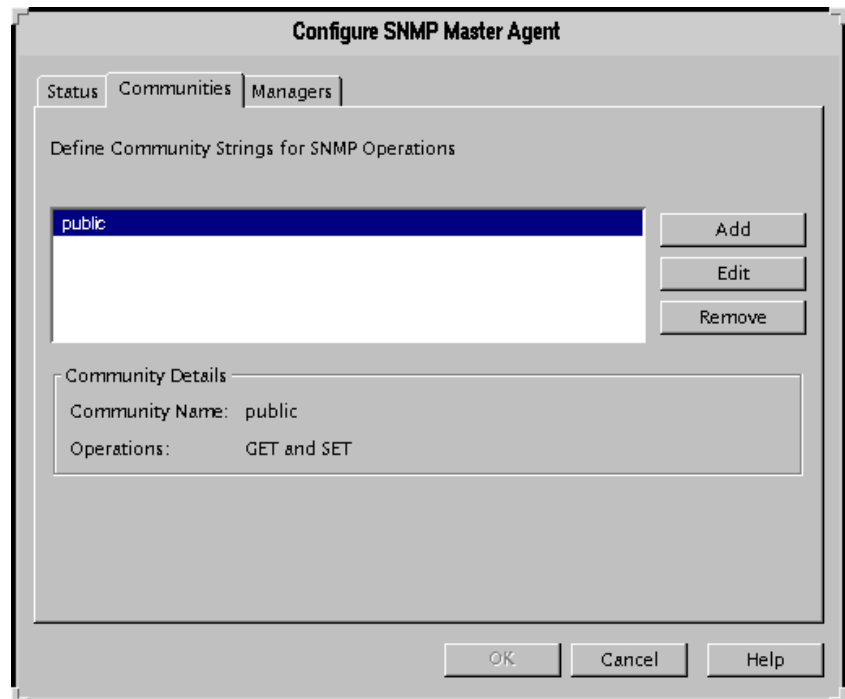 Configure SNMP Master Agent
Status Communities Managers
Define Community Strings for SNMP Operations
public
Add
Edit
Remove
Community Details
Community Name: public
Operations: GET and SET
OK Cancel Help